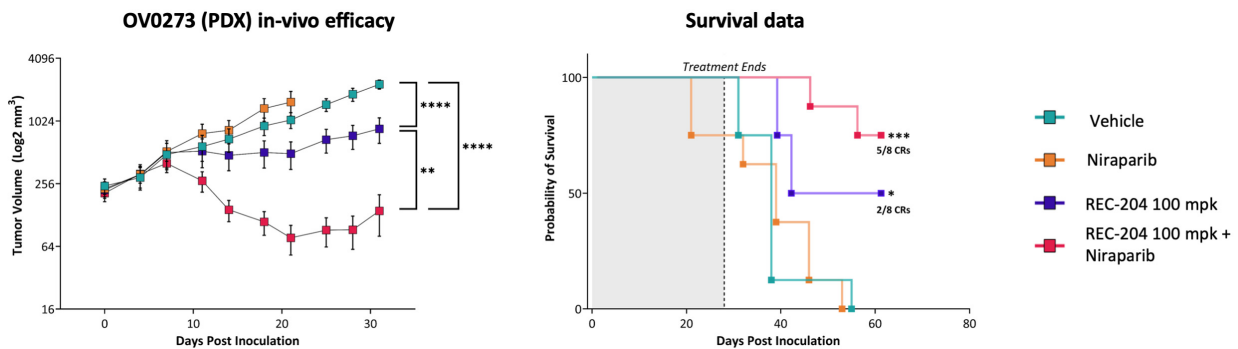 OV0273 (PDX) in-vivo efficacy
Tumor Volume (Log2 mm³)
4096
1024
256
64
16
0
10
20
30
Days Post Inoculation
****
**
****
Survival data
Treatment Ends
Probability of Survival
100
50
0
0
20
40
60
80
Days Post Inoculation
***
5/8 CRs
*
2/8 CRs
Vehicle
Niraparib
REC-204 100 mpk
REC-204 100 mpk +
Niraparib